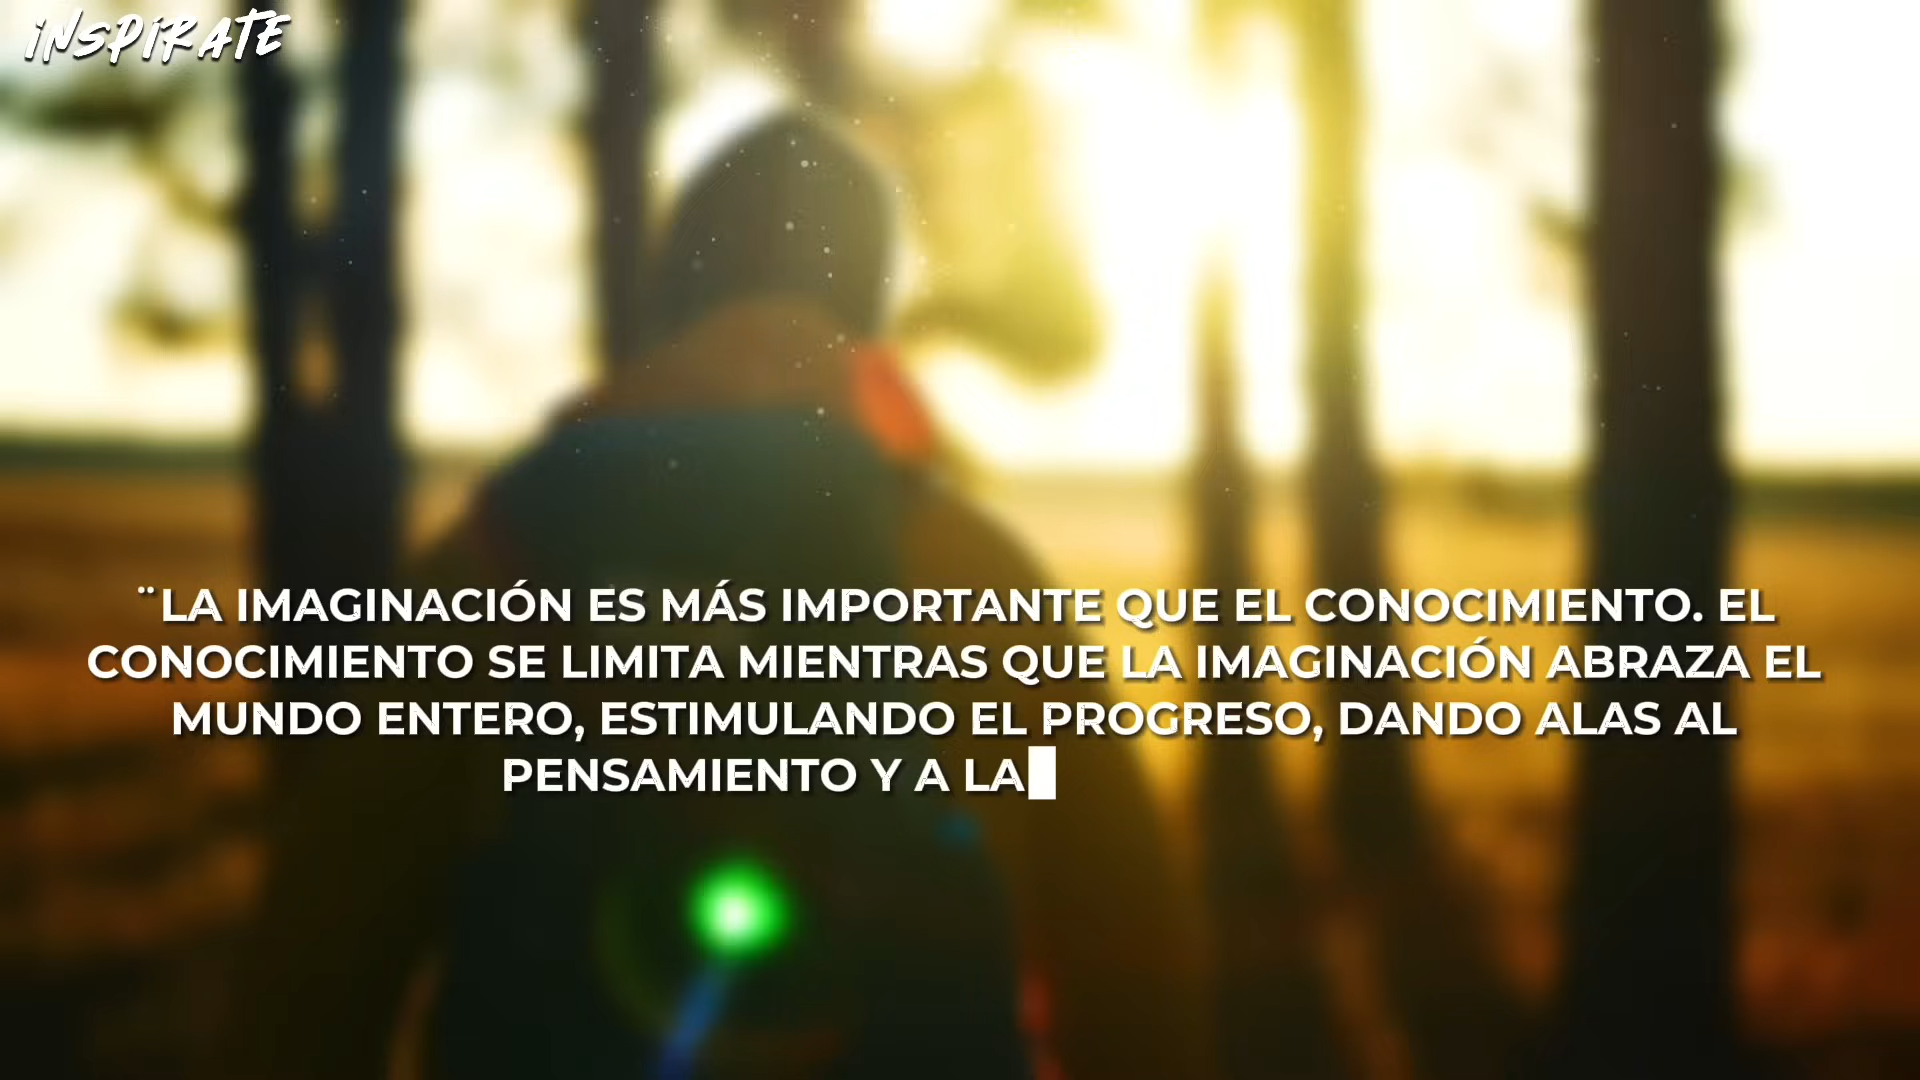 iNSPiRATE
¨LA IMAGINACIÓN ES MÁS IMPORTANTE QUE EL CONOCIMIENTO. EL
CONOCIMIENTO SE LIMITA MIENTRAS QUE LA IMAGINACIÓN ABRAZA EL
MUNDO ENTERO, ESTIMULANDO EL PROGRESO, DANDO ALAS AL
PENSAMIENTO Y A LA